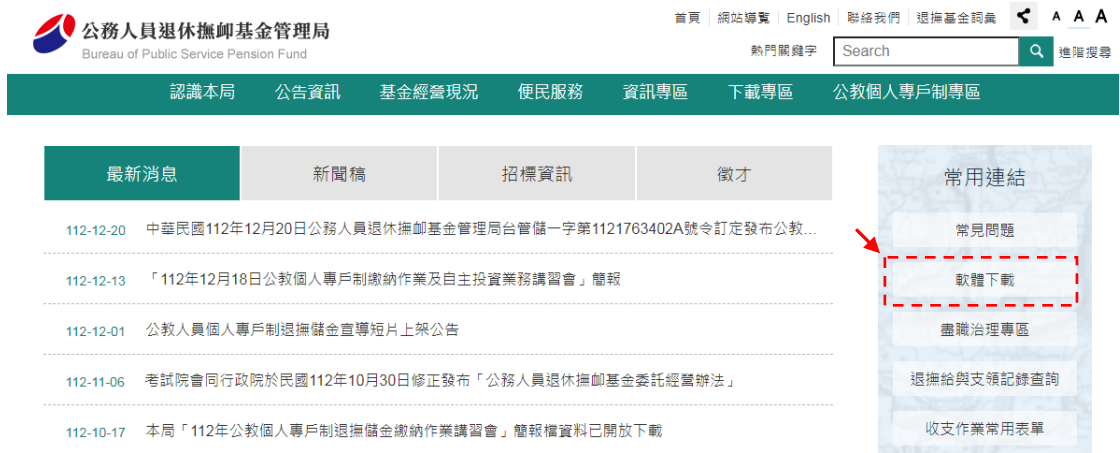 公務人員退休撫卹基金管理局
Bureau of Public Service Pension Fund
首頁 網站導覽 English 聯絡我們 退撫基金詞彙 A A A
熱門關鍵字 Search 進階搜尋
認識本局 公告資訊 基金經營現況 便民服務 資訊專區 下載專區 公教個人專戶制專區
最新消息 新聞稿 招標資訊 徵才
112-12-20 中華民國112年12月20日公務人員退休撫卹基金管理局台管儲一字第1121763402A號令訂定發布公教...
112-12-13 「112年12月18日公教個人專戶制繳納作業及自主投資業務講習會」簡報
112-12-01 公教人員個人專戶制退撫儲金宣導短片上架公告
112-11-06 考試院會同行政院於民國112年10月30日修正發布「公務人員退休撫卹基金委託經營辦法」
112-10-17 本局「112年公教個人專戶制退撫儲金繳納作業講習會」簡報檔資料已開放下載
常用連結
常見問題
軟體下載
盡職治理專區
退撫給與支領記錄查詢
收支作業常用表單